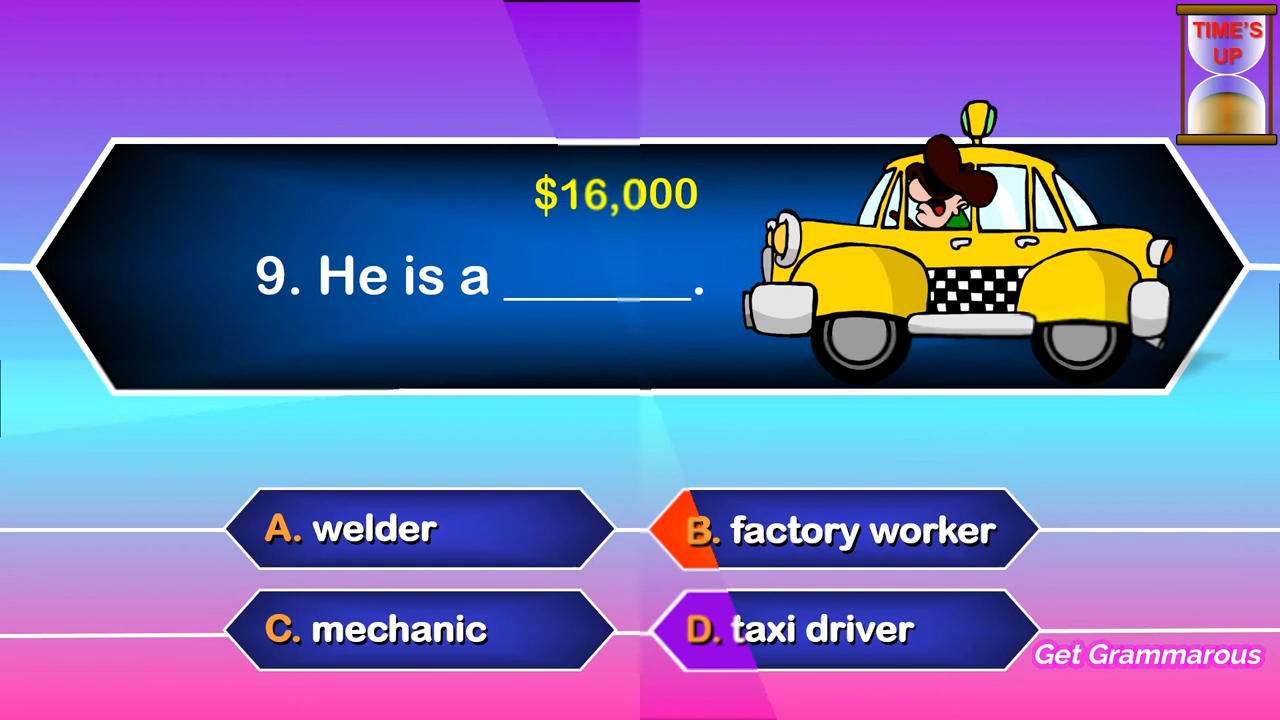 TIME'S
UP
$16,000
9. He is a _______.
A. welder
B. factory worker
C. mechanic
D. taxi driver
Get Grammarous